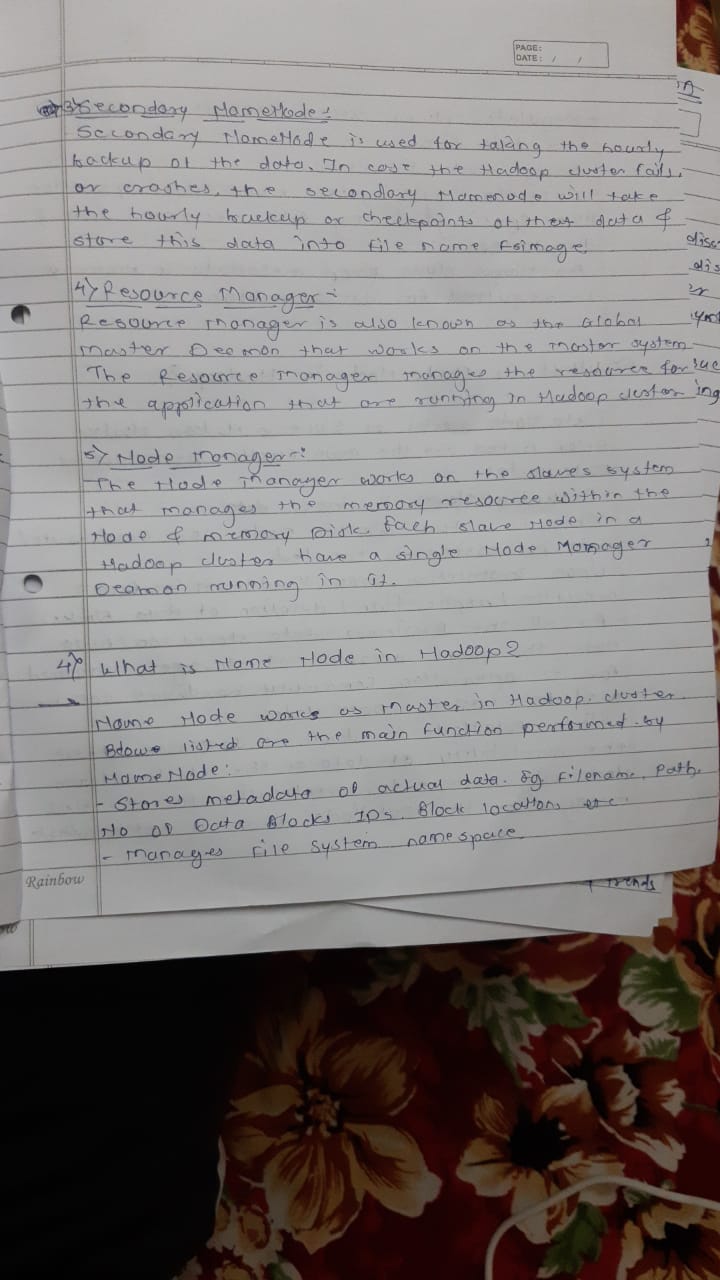 PAGE:
DATE: / /
3) Secondary NameNode:
Secondary NameNode is used for taking the hourly
backup of the data. In case the Hadoop cluster fails,
or crashes, the secondary Namenode will take
the hourly backup or checkpoints of that data &
store this data into file name fsimage
4) Resource Manager:-
Resource Manager is also known as the Global
Master Deamon that works on the master system
The Resource Manager manages the resource for
the application that are running in Hadoop cluster
5) Node Manager:-
The Node Manager works on the slaves system
that manages the memory resource within the
Node & memory Disk. Each slave Node in a
Hadoop cluster have a single Node Manager
Deamon running in it.
4) What is Name Node in Hadoop?
→
Name Node works as Master in Hadoop cluster
Below listed are the main function performed by
NameNode:
- Stores metadata of actual data. Eg Filename, Path,
No of Data Blocks IDs, Block location, etc.
- Manages File system namespace
Rainbow
Trends
ing